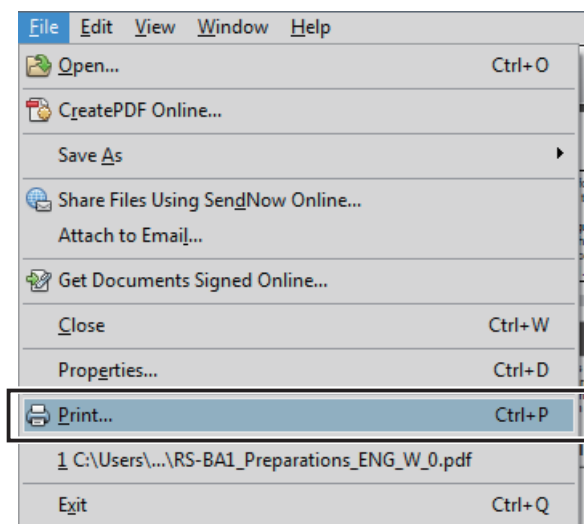 File Edit View Window Help
Open... Ctrl+O
CreatePDF Online...
Save As
Share Files Using SendNow Online...
Attach to Email...
Get Documents Signed Online...
Close Ctrl+W
Properties... Ctrl+D
Print... Ctrl+P
1 C:\Users\...\RS-BA1_Preparations_ENG_W_0.pdf
Exit Ctrl+Q